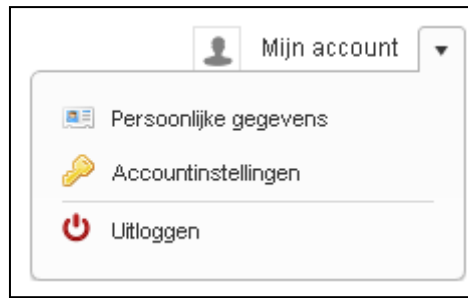 Mijn account
Persoonlijke gegevens
Accountinstellingen
Uitloggen